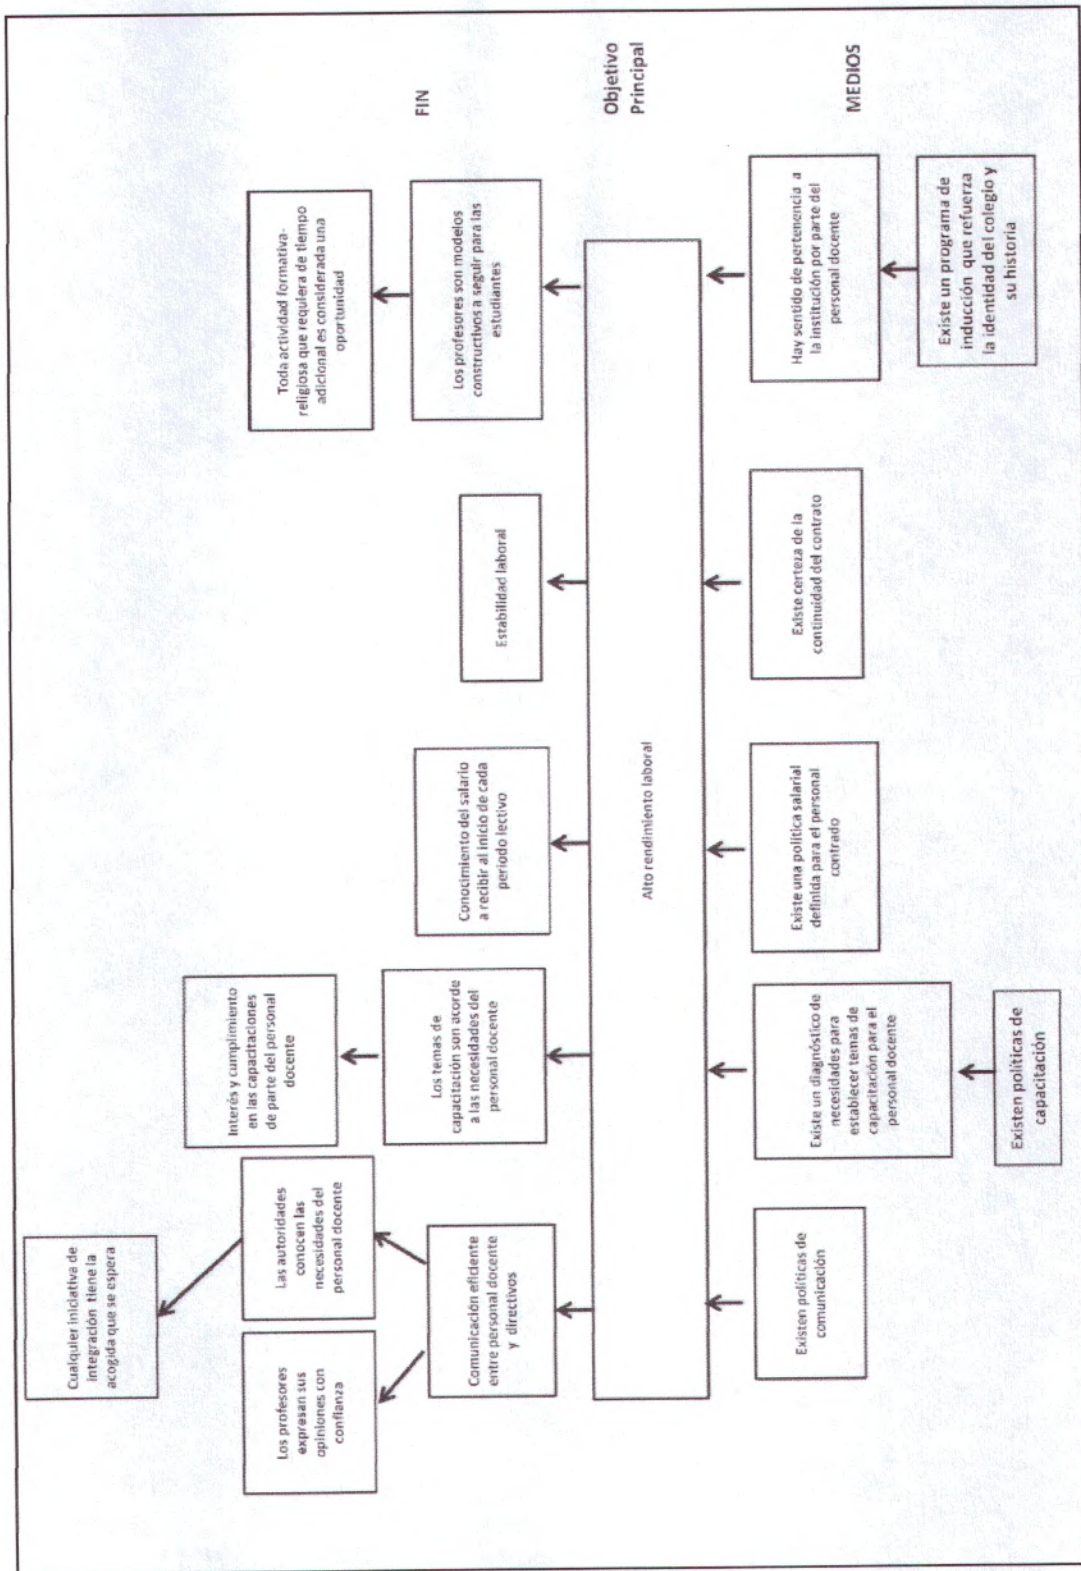 Cualquier iniciativa de
integración tiene la
acogida que se espera
Interés y cumplimiento
en las capacitaciones
de parte del personal
docente
Toda actividad formativa-
religiosa que requiera de tiempo
adicional es considerada una
oportunidad
Los profesores
expresan sus
opiniones con
confianza
Las autoridades
conocen las
necesidades del
personal docente
FIN
Comunicación eficiente
entre personal docente
y directivos
Los temas de
capacitación son acorde
a las necesidades del
personal docente
Conocimiento del salario
a recibir al inicio de cada
periodo lectivo
Estabilidad laboral
Los profesores son modelos
constructivos a seguir para las
estudiantes
Objetivo
Principal
Alto rendimiento laboral
MEDIOS
Existen políticas de
comunicación
Existe un diagnóstico de
necesidades para
establecer temas de
capacitación para el
personal docente
Existe una política salarial
definida para el personal
contrado
Existe certeza de la
continuidad del contrato
Hay sentido de pertenencia a
la institución por parte del
personal docente
Existen políticas de
capacitación
Existe un programa de
inducción que refuerza
la identidad del colegio y
su historia